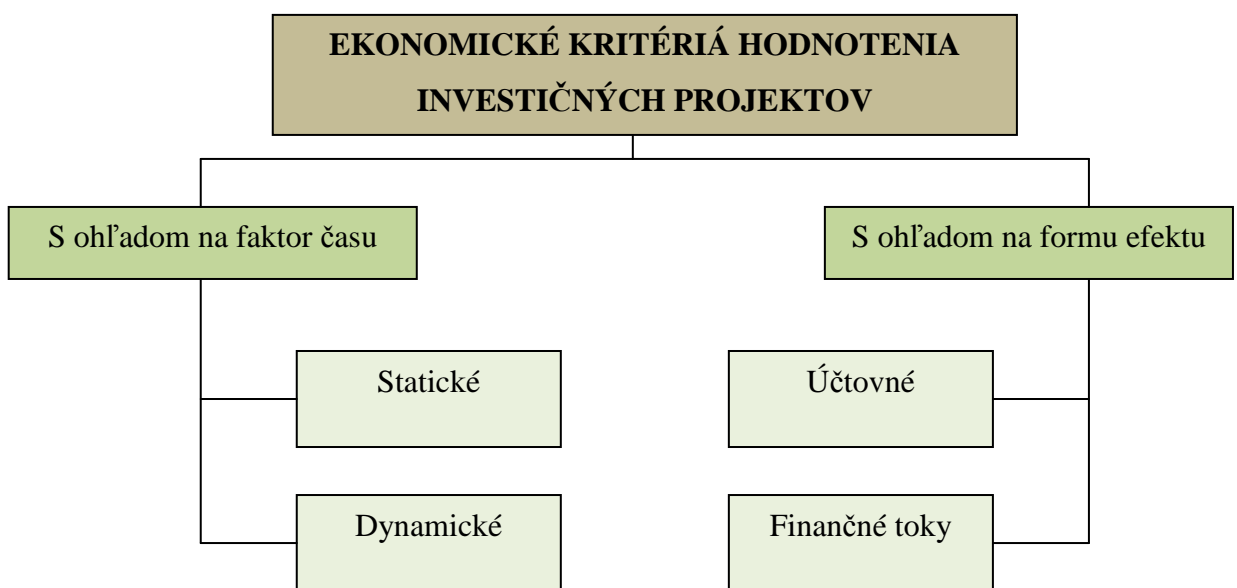 EKONOMICKÉ KRITÉRIÁ HODNOTENIA
INVESTIČNÝCH PROJEKTOV
S ohľadom na faktor času
S ohľadom na formu efektu
Statické
Účtovné
Dynamické
Finančné toky